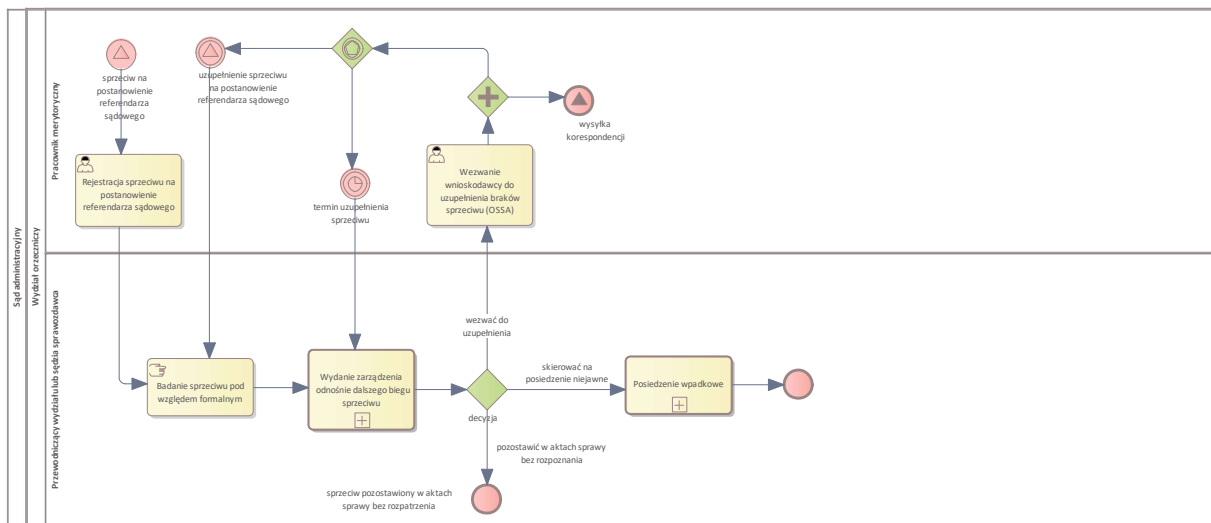 Sąd administracyjny
Wydział orzeczniczy
Pracownik merytoryczny
sprzeciw na
postanowienie
referendarza
sądowego
uzupełnienie sprzeciwu
na postanowienie
referendarza sądowego
wysyłka
korespondencji
Rejestracja sprzeciwu na
postanowienie
referendarza sądowego
termin uzupełnienia
sprzeciwu
Wezwanie
wnioskodawcy do
uzupełnienia braków
sprzeciwu (OSSA)
Przewodniczący wydziału lub sędzia sprawozdawca
wezwać do
uzupełnienia
Badanie sprzeciwu pod
względem formalnym
Wydanie zarządzenia
odnośnie dalszego biegu
sprzeciwu
decyzja
skierować na
posiedzenie niejawne
Posiedzenie wpadkowe
pozostawić w aktach sprawy
bez rozpoznania
sprzeciw pozostawiony w aktach
sprawy bez rozpatrzenia